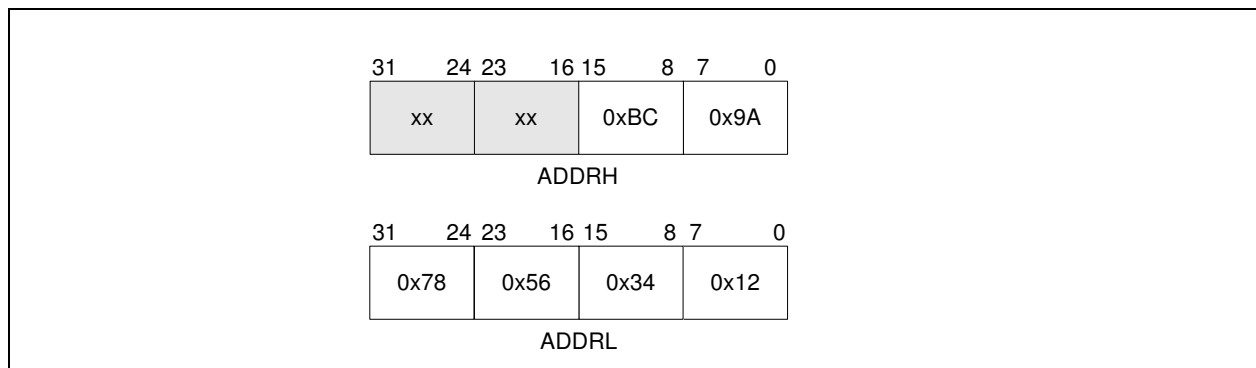 31 24 23 16 15 8 7 0
xx xx 0xBC 0x9A
ADDRH
31 24 23 16 15 8 7 0
0x78 0x56 0x34 0x12
ADDRL